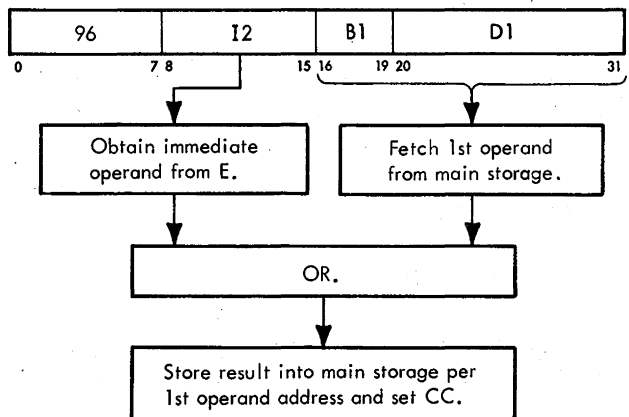 96 I2 B1 D1
0 7 8 15 16 19 20 31
Obtain immediate
operand from E.
Fetch 1st operand
from main storage.
OR.
Store result into main storage per
1st operand address and set CC.